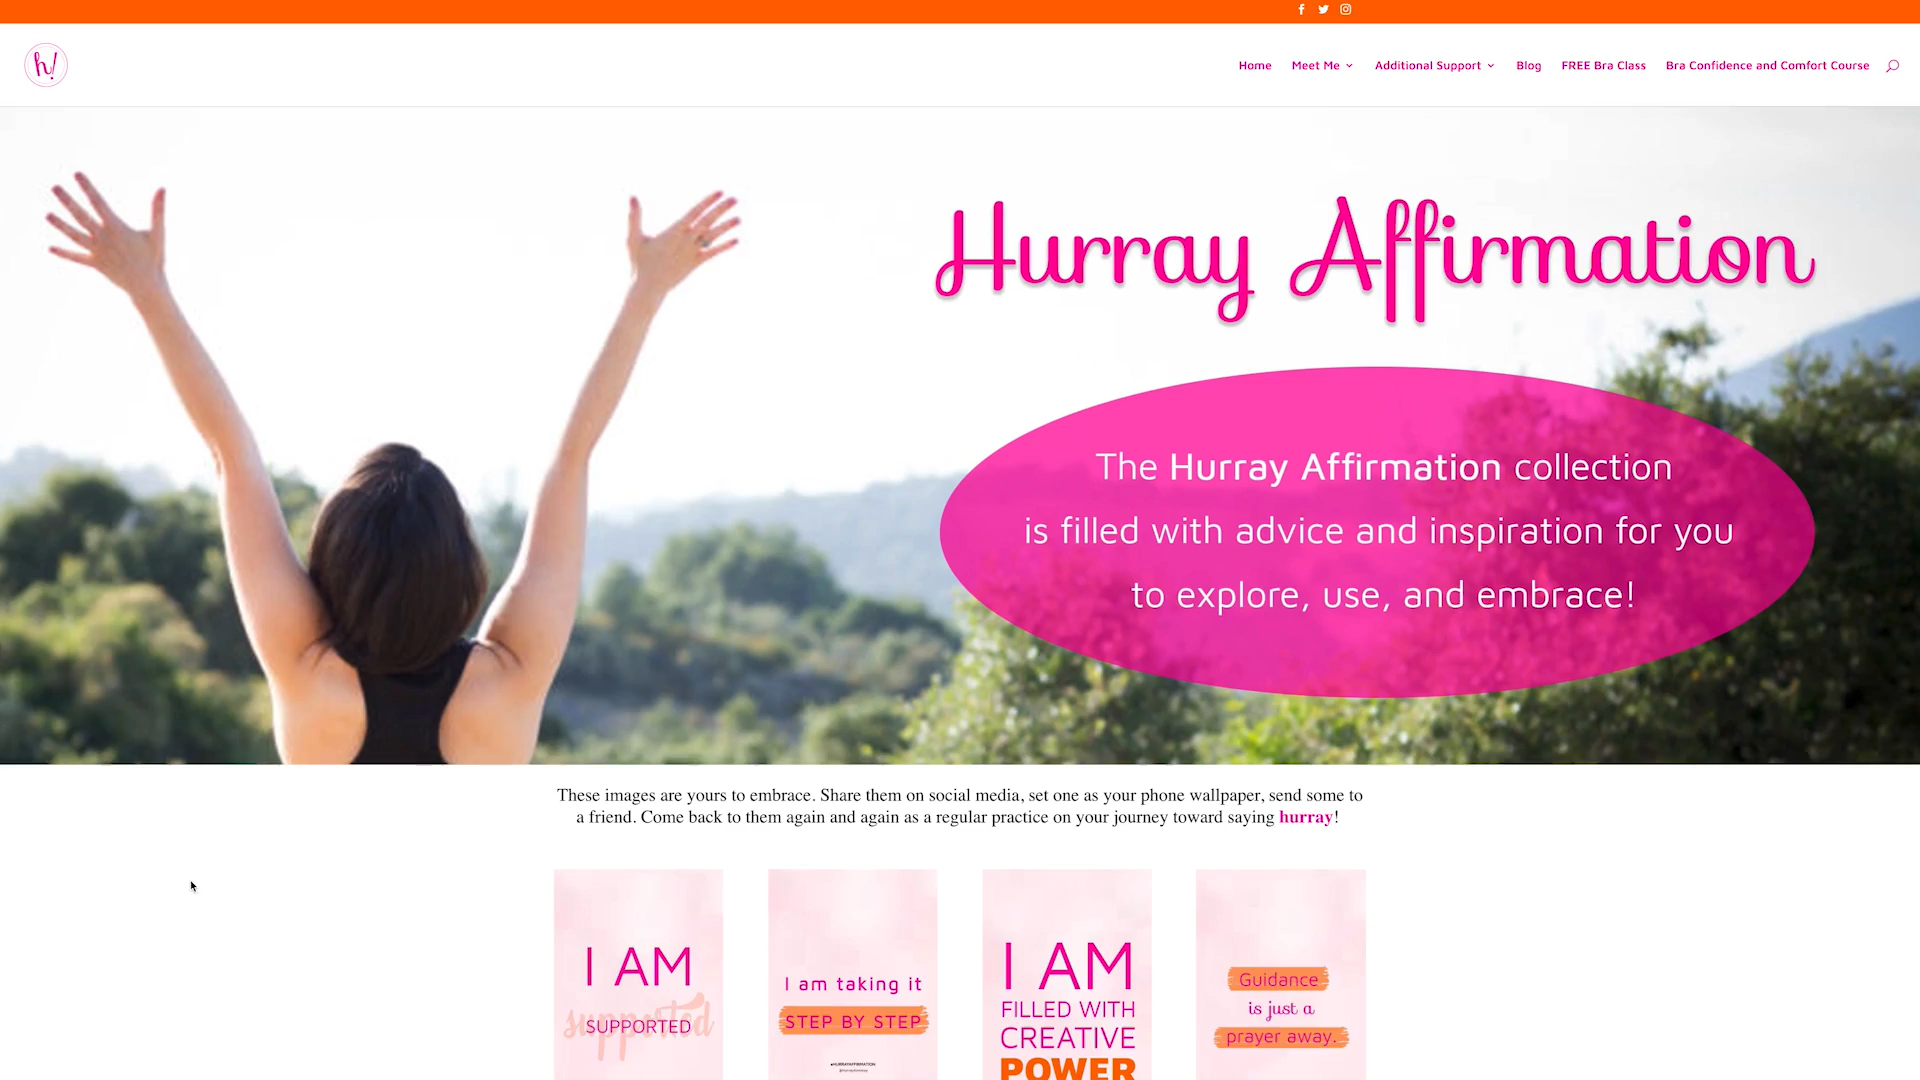 h!
Home Meet Me Additional Support Blog FREE Bra Class Bra Confidence and Comfort Course
Hurray Affirmation
The Hurray Affirmation collection
is filled with advice and inspiration for you
to explore, use, and embrace!
These images are yours to embrace. Share them on social media, set one as your phone wallpaper, send some to
a friend. Come back to them again and again as a regular practice on your journey toward saying hurray!
I AM
supported
SUPPORTED
I am taking it
STEP BY STEP
#HURRAYAFFIRMATION
I AM
FILLED WITH
CREATIVE
POWER
Guidance
is just a
prayer away.